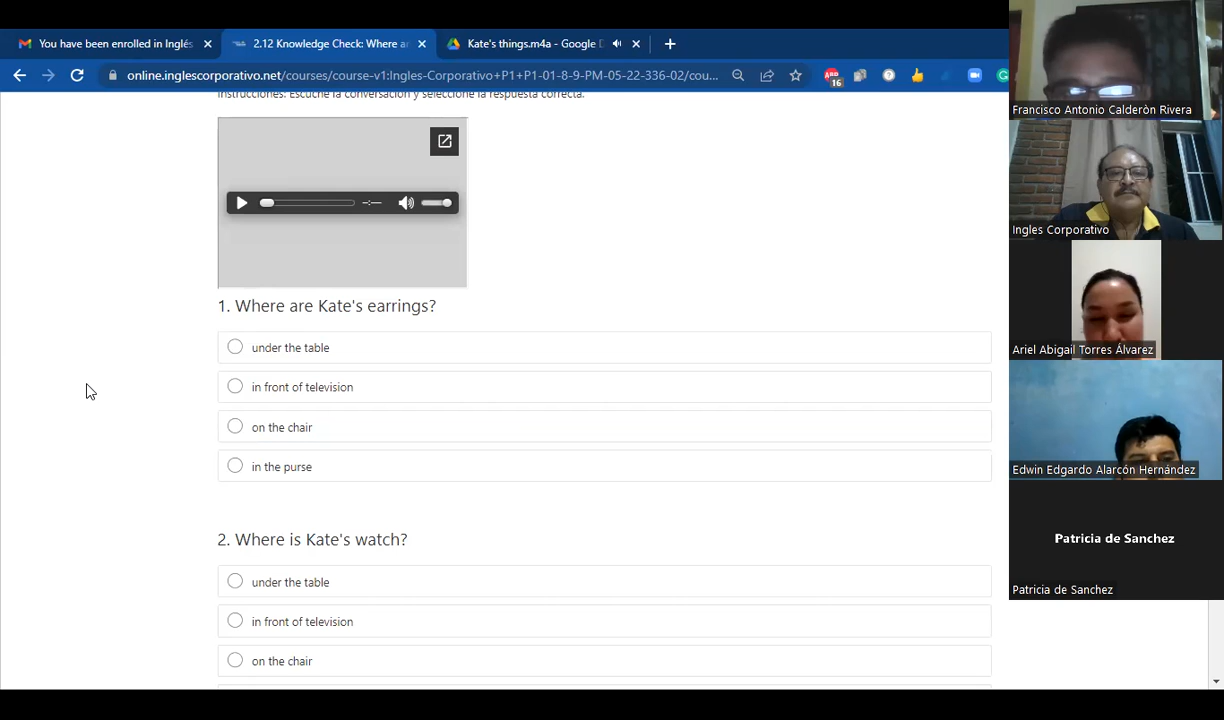 You have been enrolled in Inglés
2.12 Knowledge Check: Where ar
Kate's things.m4a - Google D
online.inglescorporativo.net/courses/course-v1:Ingles-Corporativo+P1+P1-01-8-9-PM-05-22-336-02/cou...
16
Instrucciones: Escuche la conversación y seleccione la respuesta correcta.
-:--
1. Where are Kate's earrings?
under the table
in front of television
on the chair
in the purse
2. Where is Kate's watch?
under the table
in front of television
on the chair
Francisco Antonio Calderòn Rivera
Ingles Corporativo
Ariel Abigail Torres Álvarez
Edwin Edgardo Alarcón Hernández
Patricia de Sanchez
Patricia de Sanchez